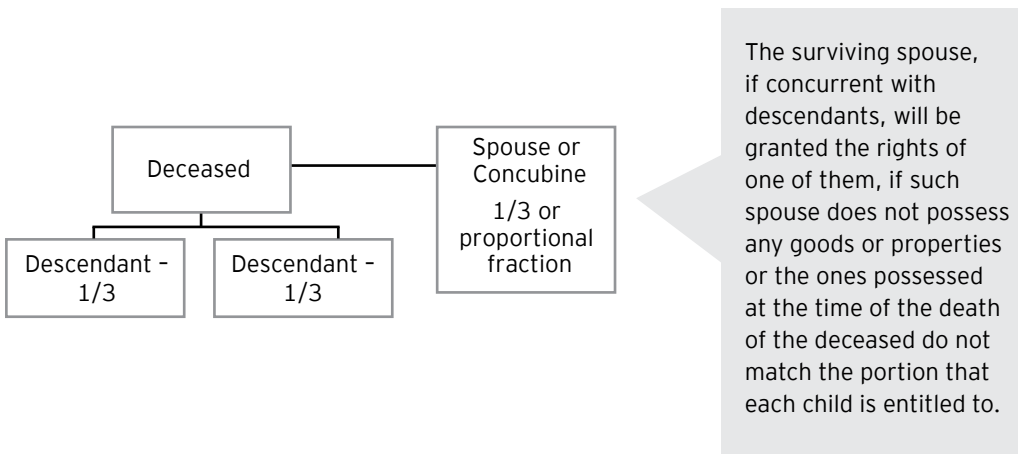 Deceased
Spouse or
Concubine
1/3 or
proportional
fraction
Descendant –
1/3
Descendant –
1/3
The surviving spouse,
if concurrent with
descendants, will be
granted the rights of
one of them, if such
spouse does not possess
any goods or properties
or the ones possessed
at the time of the death
of the deceased do not
match the portion that
each child is entitled to.